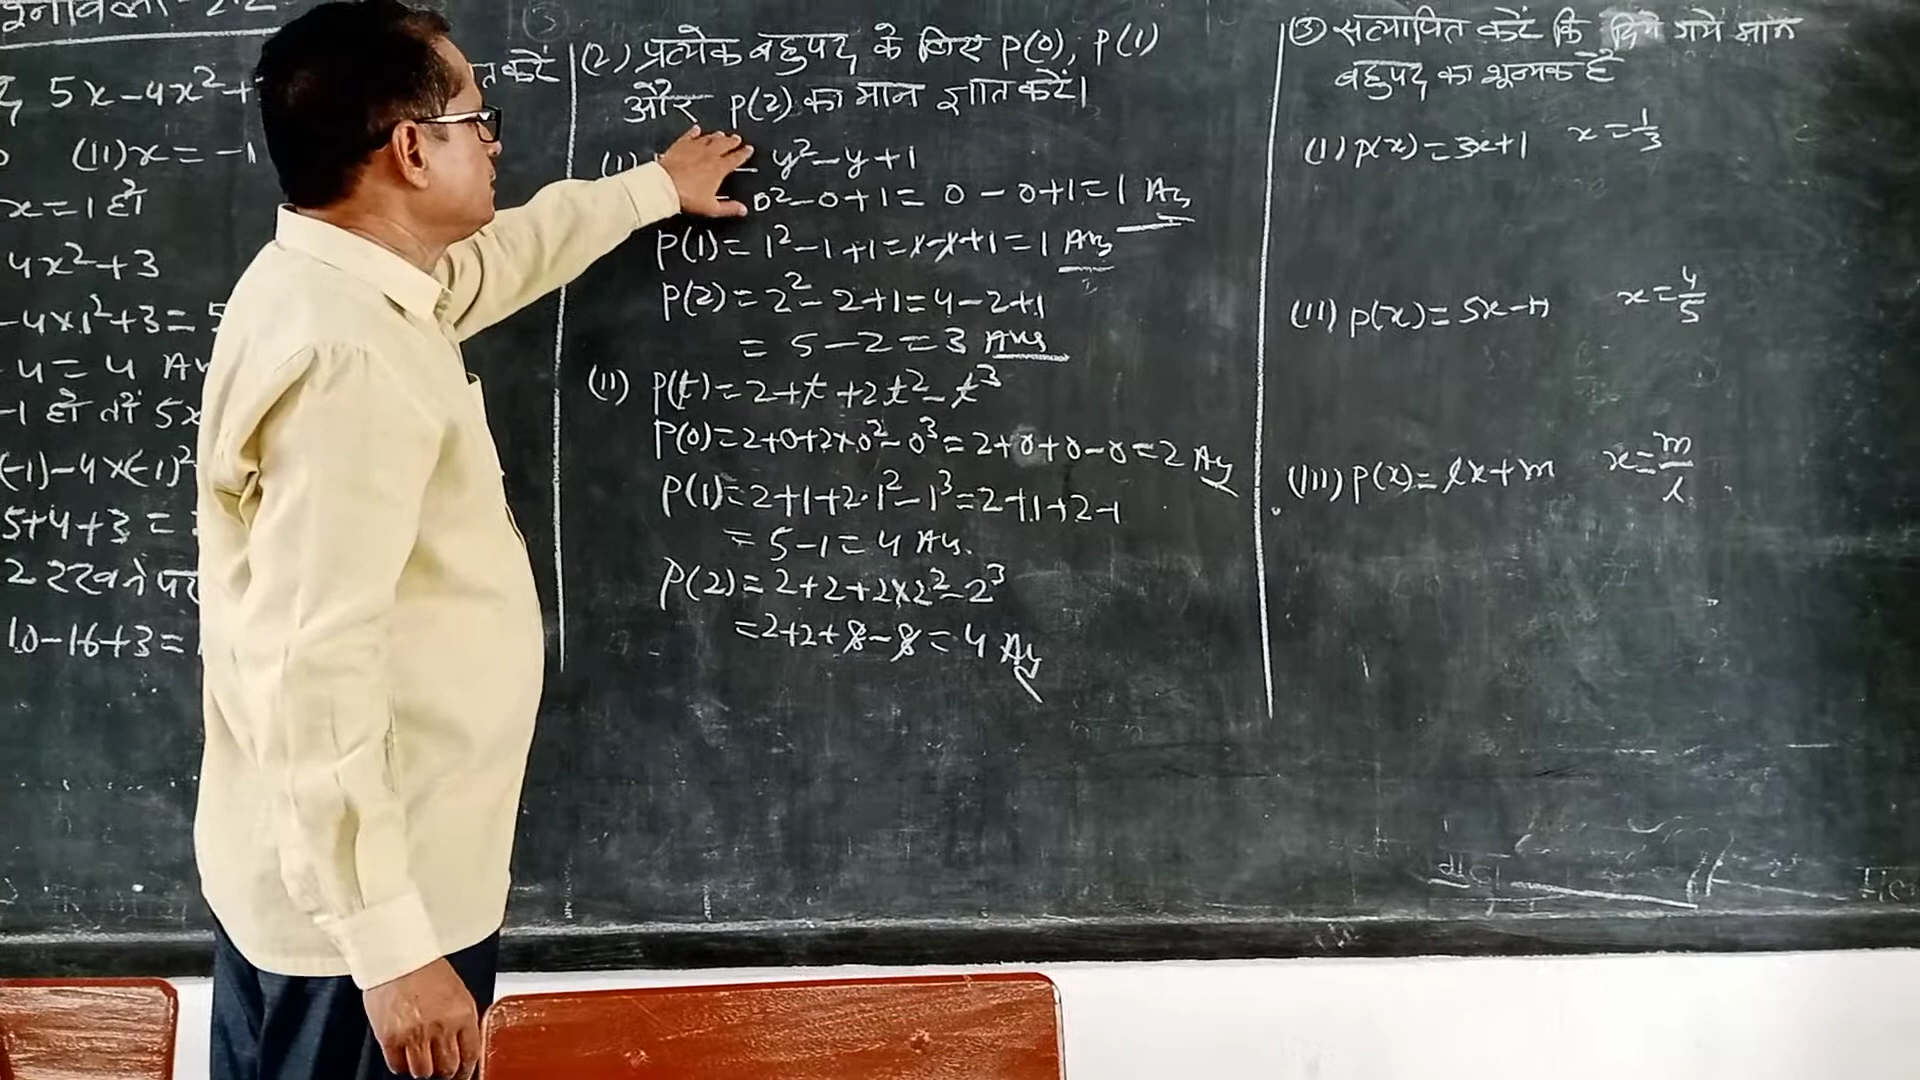 5x-4x²+
(ii) x = -1
x = 1 हो
4x²+3
-4×1²+3 = 5
4 = 4
-1 हो तो 5x
(-1)-4×(-1)²
5+4+3 =
2 रखने पर
10-16+3 =
(2) प्रत्येक बहुपद के लिए p(0), p(1)
और p(2) का मान ज्ञात करें।
(i) y²-y+1
0²-0+1 = 0-0+1 = 1 Ans
p(1) = 1²-1+1 = 1-1+1 = 1 Ans
p(2) = 2²-2+1 = 4-2+1
= 5-2 = 3 Ans
(ii) p(t) = 2+t+2t²-t³
p(0) = 2+0+2×0²-0³ = 2+0+0-0 = 2 Ans
p(1) = 2+1+2·1²-1³ = 2+1+2-1
= 5-1 = 4 Ans.
p(2) = 2+2+2×2²-2³
= 2+2+8-8 = 4 Ans
③ सत्यापित करें कि दिये गये मान
बहुपद का शून्यक है
(i) p(x) = 3x+1 x = 1/3
(ii) p(x) = 5x-π x = 4/5
(iii) p(x) = lx+m x = m/l